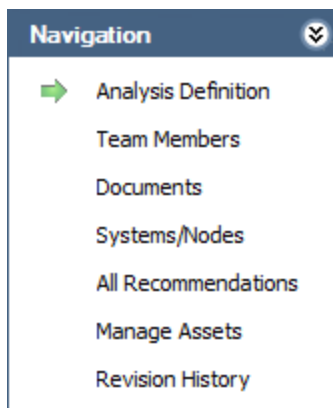 Navigation
Analysis Definition
Team Members
Documents
Systems/Nodes
All Recommendations
Manage Assets
Revision History